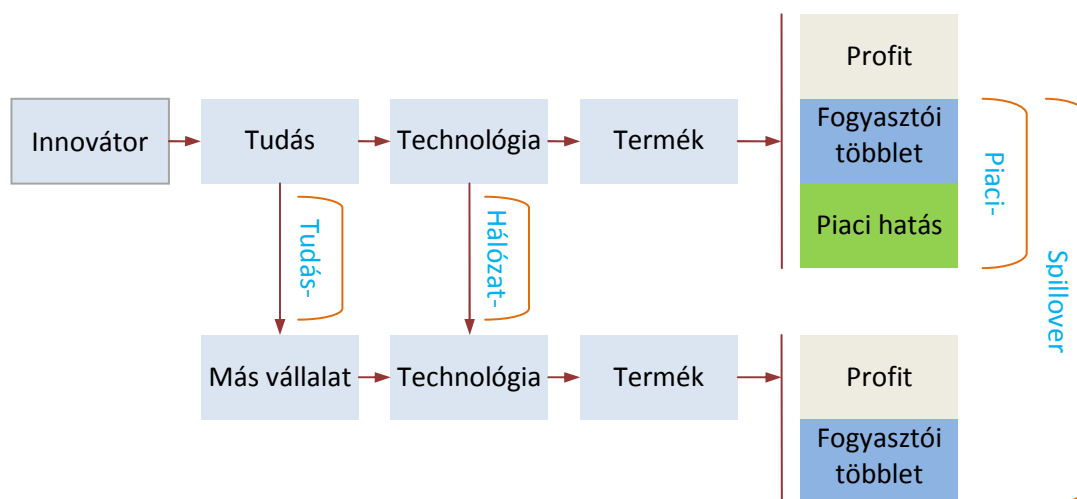 Innovátor
Tudás
Technológia
Termék
Profit
Fogyasztói
többlet
Piaci hatás
Piaci-
Spillover
Tudás-
Hálózat-
Más vállalat
Technológia
Termék
Profit
Fogyasztói
többlet